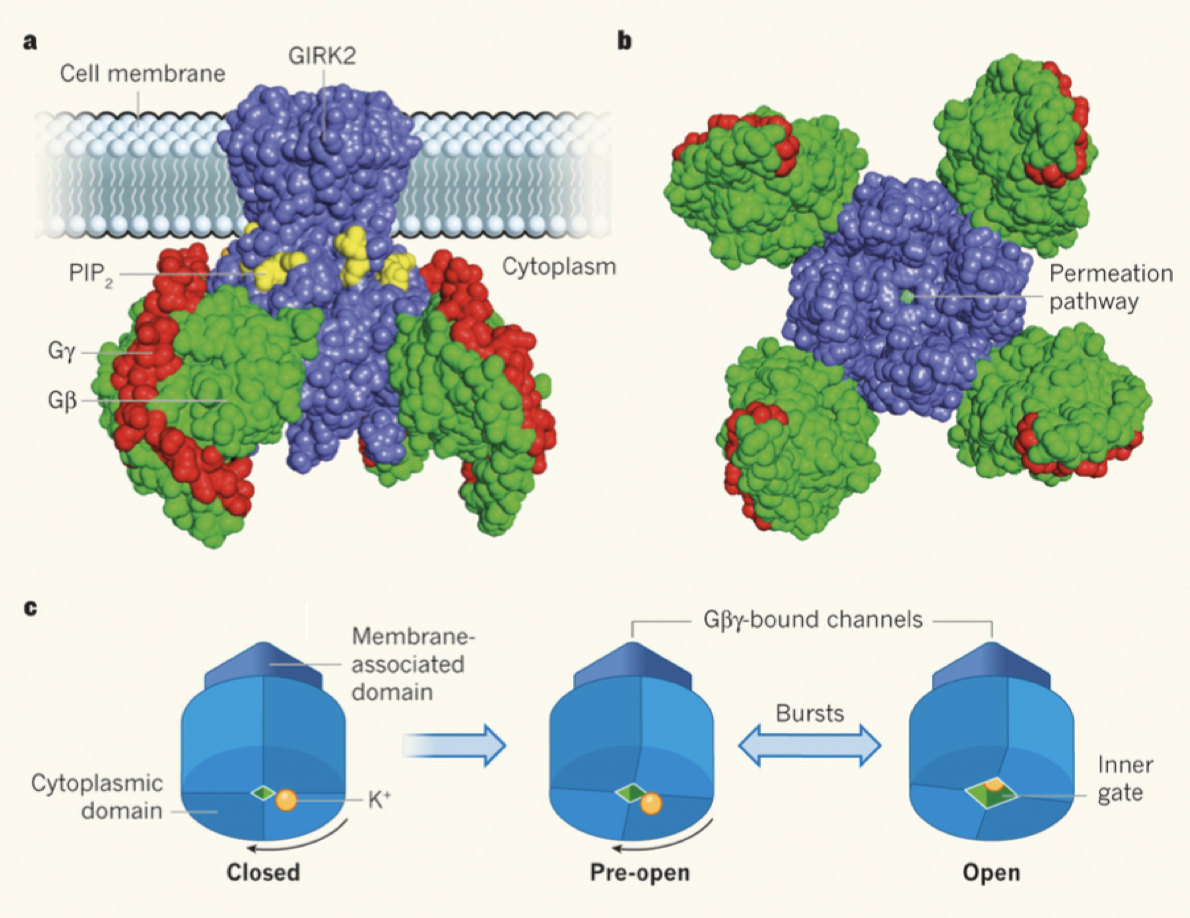 a
b
GIRK2
Cell membrane
PIP2
Cytoplasm
Gγ
Gβ
Permeation
pathway
c
Gβγ-bound channels
Membrane-
associated
domain
Bursts
Cytoplasmic
domain
K+
Inner
gate
Closed
Pre-open
Open